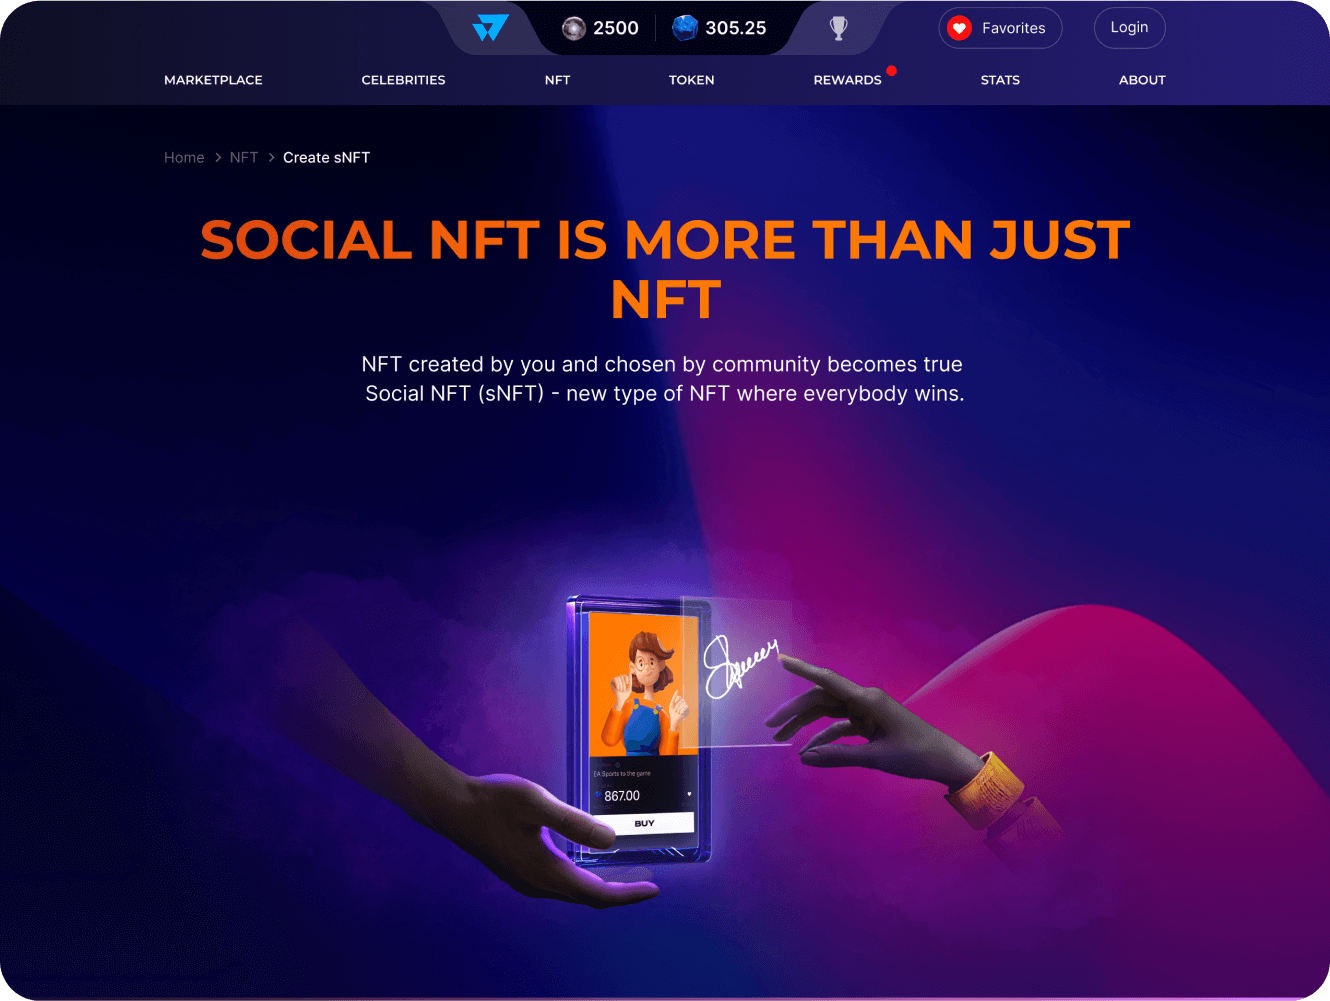 2500
305.25
Favorites
Login
MARKETPLACE
CELEBRITIES
NFT
TOKEN
REWARDS
STATS
ABOUT
Home > NFT > Create sNFT
SOCIAL NFT IS MORE THAN JUST
NFT
NFT created by you and chosen by community becomes true
Social NFT (sNFT) - new type of NFT where everybody wins.
EA Sports to the game
867.00
BUY